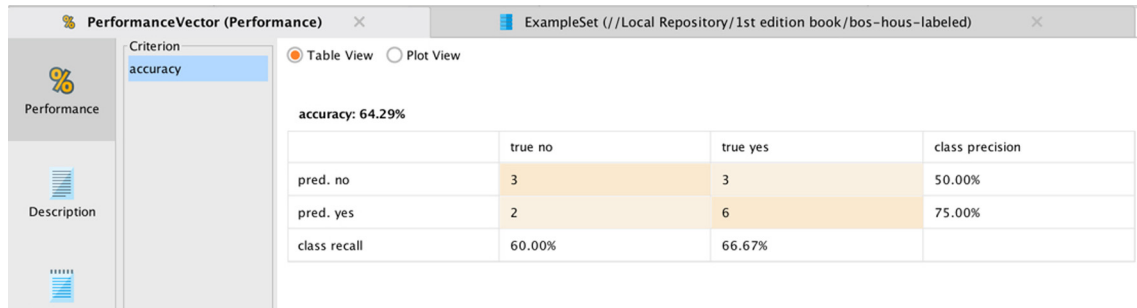 % PerformanceVector (Performance) × ExampleSet (//Local Repository/1st edition book/bos-hous-labeled) ×
Criterion
accuracy
Table View Plot View
%
Performance
accuracy: 64.29%
true no true yes class precision
pred. no 3 3 50.00%
Description
pred. yes 2 6 75.00%
class recall 60.00% 66.67%